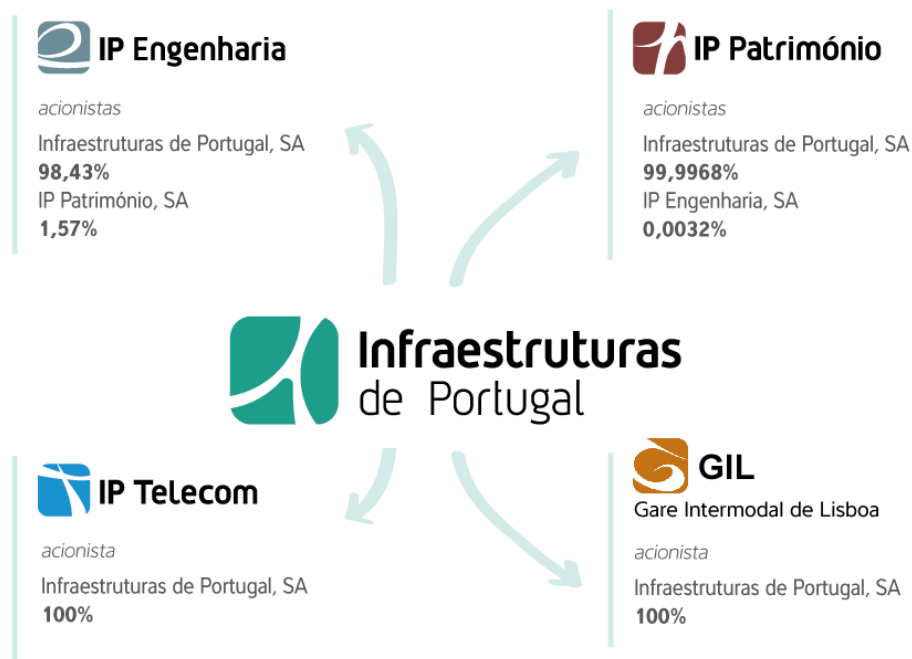 IP Engenharia
acionistas
Infraestruturas de Portugal, SA
98,43%
IP Património, SA
1,57%
IP Património
acionistas
Infraestruturas de Portugal, SA
99,9968%
IP Engenharia, SA
0,0032%
Infraestruturas
de Portugal
IP Telecom
acionista
Infraestruturas de Portugal, SA
100%
GIL
Gare Intermodal de Lisboa
acionista
Infraestruturas de Portugal, SA
100%